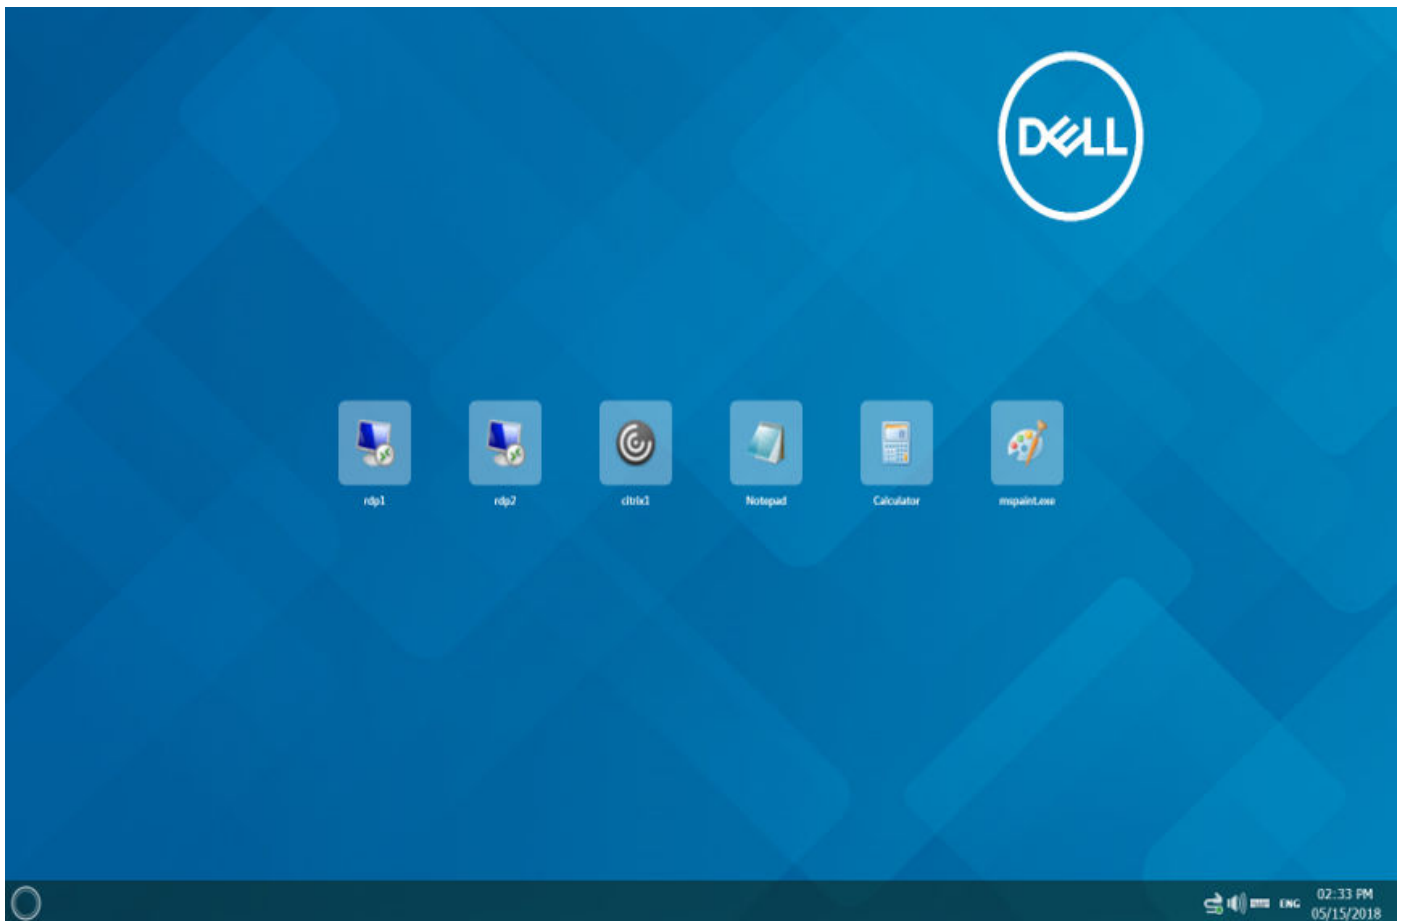 DELL
rdp1 rdp2 citrix1 Notepad Calculator mspaint.exe
ENG 02:33 PM
05/15/2018